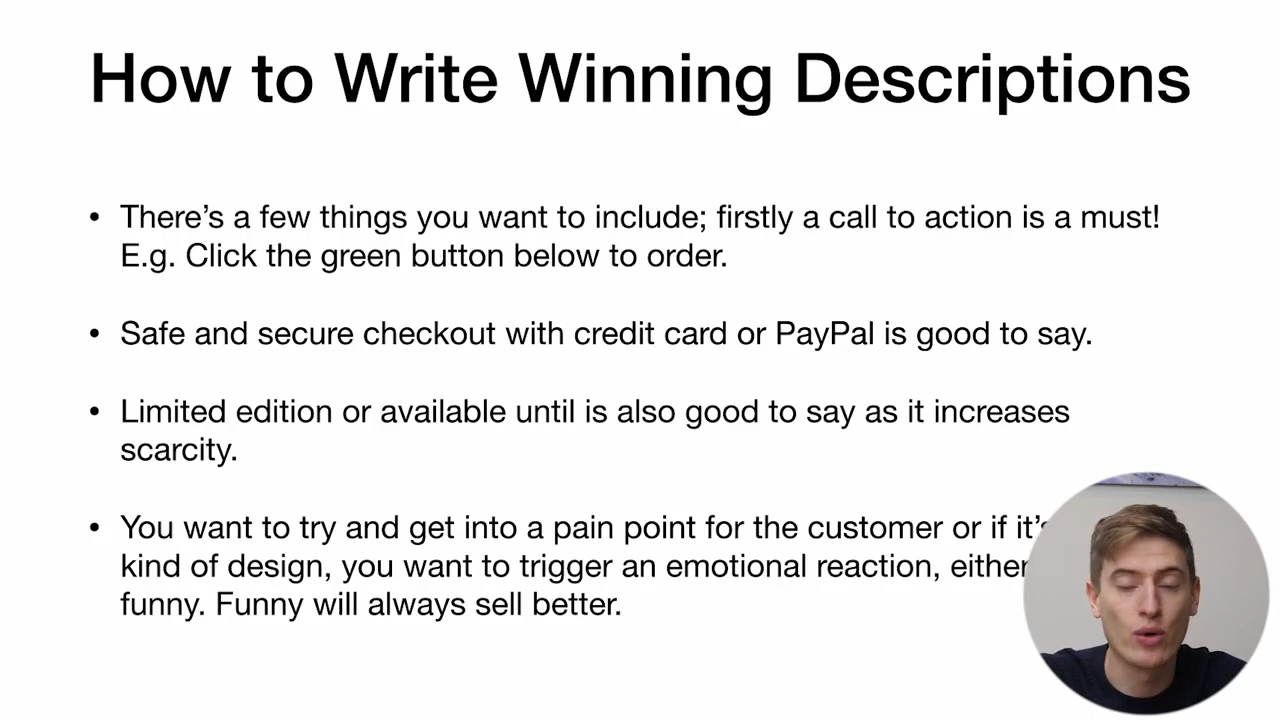 How to Write Winning Descriptions
• There’s a few things you want to include; firstly a call to action is a must!
E.g. Click the green button below to order.
• Safe and secure checkout with credit card or PayPal is good to say.
• Limited edition or available until is also good to say as it increases
scarcity.
• You want to try and get into a pain point for the customer or if it’s
kind of design, you want to trigger an emotional reaction, either
funny. Funny will always sell better.